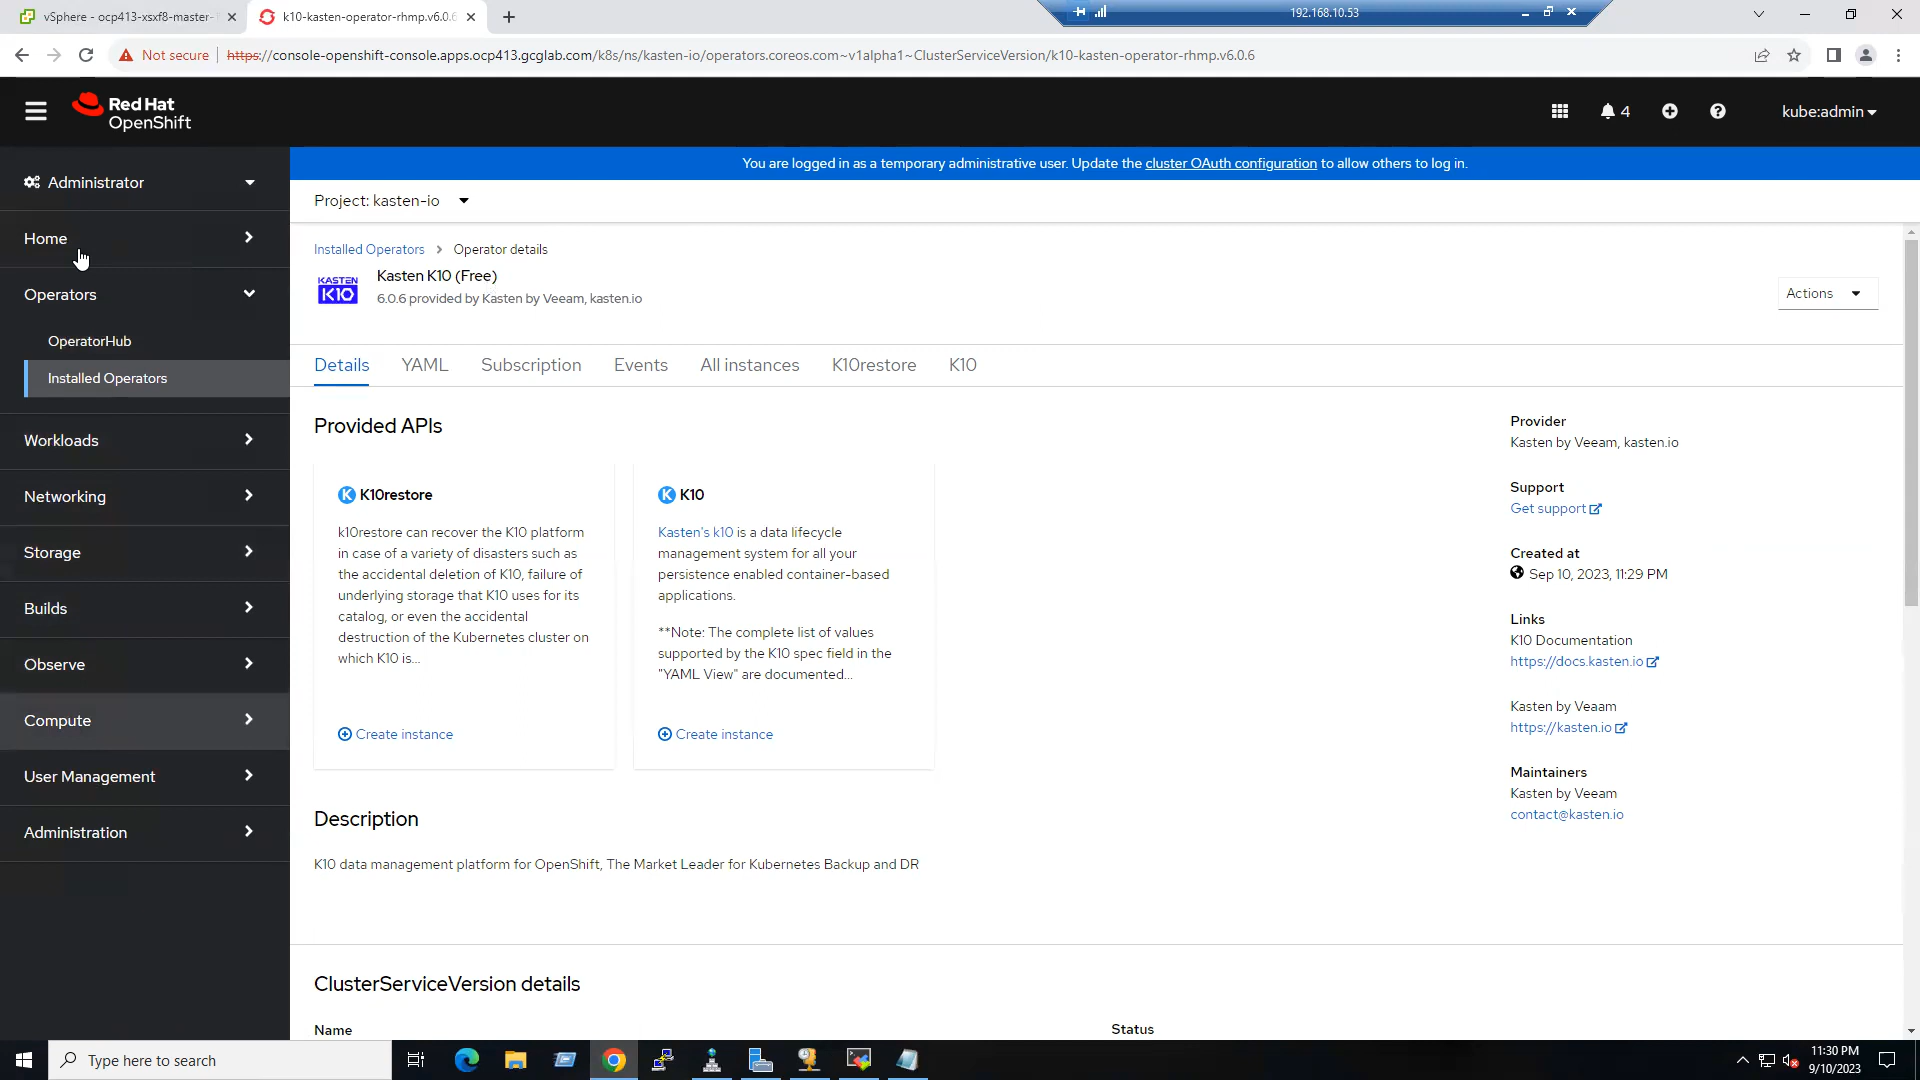 vSphere - ocp413-xsxf8-master-
k10-kasten-operator-rhmp.v6.0.6
192.168.10.53
Not secure
https://console-openshift-console.apps.ocp413.gcglab.com/k8s/ns/kasten-io/operators.coreos.com~v1alpha1~ClusterServiceVersion/k10-kasten-operator-rhmp.v6.0.6
Red Hat
OpenShift
4
kube:admin
You are logged in as a temporary administrative user. Update the cluster OAuth configuration to allow others to log in.
Administrator
Home
Operators
OperatorHub
Installed Operators
Workloads
Networking
Storage
Builds
Observe
Compute
User Management
Administration
Project: kasten-io
Installed Operators
Operator details
KASTEN
K10
Kasten K10 (Free)
6.0.6 provided by Kasten by Veeam, kasten.io
Actions
Details
YAML
Subscription
Events
All instances
K10restore
K10
Provided APIs
K K10restore
k10restore can recover the K10 platform
in case of a variety of disasters such as
the accidental deletion of K10, failure of
underlying storage that K10 uses for its
catalog, or even the accidental
destruction of the Kubernetes cluster on
which K10 is...
Create instance
K K10
Kasten's k10 is a data lifecycle
management system for all your
persistence enabled container-based
applications.
**Note: The complete list of values
supported by the K10 spec field in the
"YAML View" are documented...
Create instance
Provider
Kasten by Veeam, kasten.io
Support
Get support
Created at
Sep 10, 2023, 11:29 PM
Links
K10 Documentation
https://docs.kasten.io
Kasten by Veaam
https://kasten.io
Maintainers
Kasten by Veeam
contact@kasten.io
Description
K10 data management platform for OpenShift, The Market Leader for Kubernetes Backup and DR
ClusterServiceVersion details
Name
Status
Type here to search
11:30 PM
9/10/2023